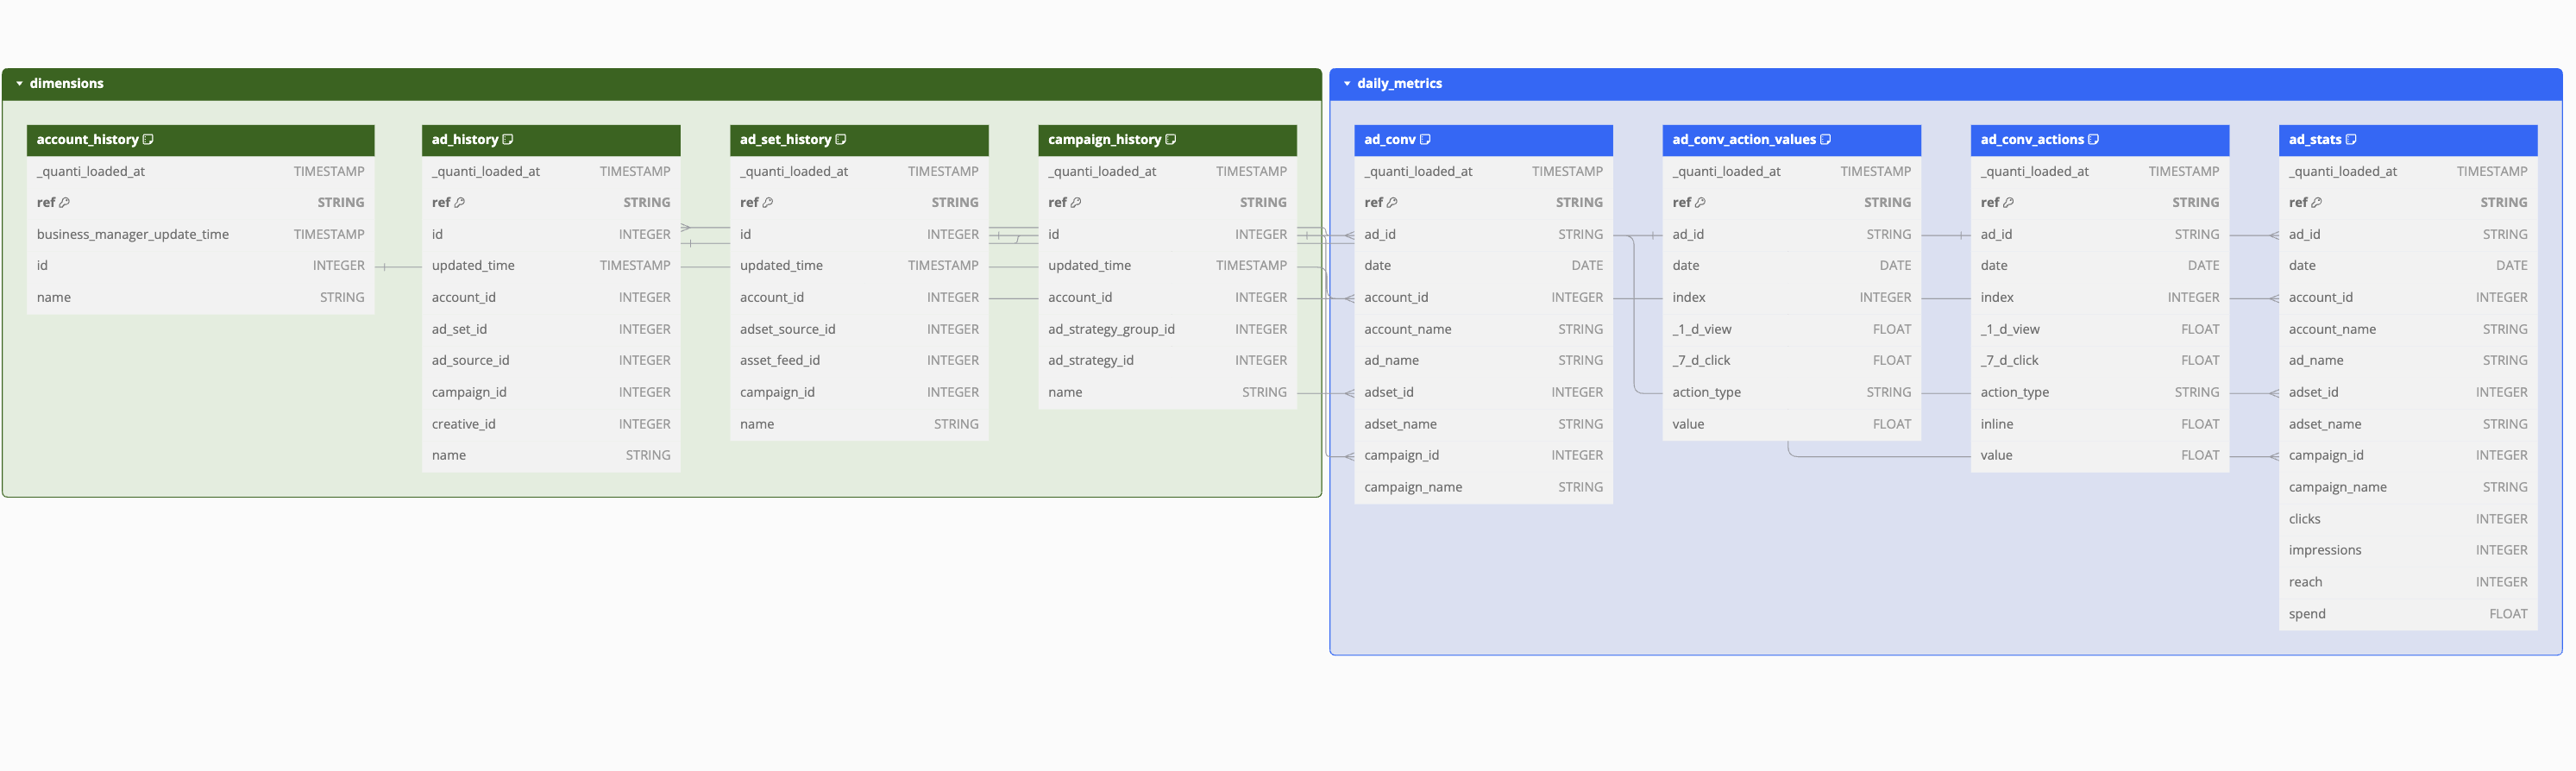 dimensions
account_history
_quanti_loaded_at TIMESTAMP
ref STRING
business_manager_update_time TIMESTAMP
id INTEGER
name STRING
ad_history
_quanti_loaded_at TIMESTAMP
ref STRING
id INTEGER
updated_time TIMESTAMP
account_id INTEGER
ad_set_id INTEGER
ad_source_id INTEGER
campaign_id INTEGER
creative_id INTEGER
name STRING
ad_set_history
_quanti_loaded_at TIMESTAMP
ref STRING
id INTEGER
updated_time TIMESTAMP
account_id INTEGER
adset_source_id INTEGER
asset_feed_id INTEGER
campaign_id INTEGER
name STRING
campaign_history
_quanti_loaded_at TIMESTAMP
ref STRING
id INTEGER
updated_time TIMESTAMP
account_id INTEGER
ad_strategy_group_id INTEGER
ad_strategy_id INTEGER
name STRING
daily_metrics
ad_conv
_quanti_loaded_at TIMESTAMP
ref STRING
ad_id STRING
date DATE
account_id INTEGER
account_name STRING
ad_name STRING
adset_id INTEGER
adset_name STRING
campaign_id INTEGER
campaign_name STRING
ad_conv_action_values
_quanti_loaded_at TIMESTAMP
ref STRING
ad_id STRING
date DATE
index INTEGER
_1_d_view FLOAT
_7_d_click FLOAT
action_type STRING
value FLOAT
ad_conv_actions
_quanti_loaded_at TIMESTAMP
ref STRING
ad_id STRING
date DATE
index INTEGER
_1_d_view FLOAT
_7_d_click FLOAT
action_type STRING
inline FLOAT
value FLOAT
ad_stats
_quanti_loaded_at TIMESTAMP
ref STRING
ad_id STRING
date DATE
account_id INTEGER
account_name STRING
ad_name STRING
adset_id INTEGER
adset_name STRING
campaign_id INTEGER
campaign_name STRING
clicks INTEGER
impressions INTEGER
reach INTEGER
spend FLOAT